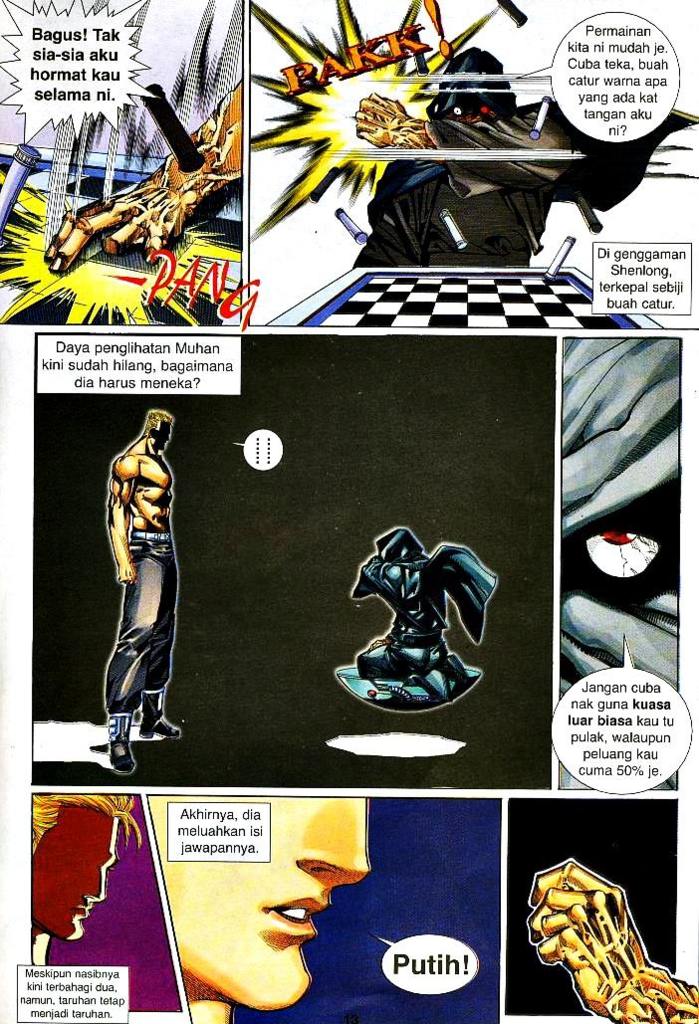 Bagus! Tak
sia-sia aku
hormat kau
selama ni.
PANG
PAKK!
Permainan
kita ni mudah je.
Cuba teka, buah
catur warna apa
yang ada kat
tangan aku
ni?
Di genggaman
Shenlong,
terkepal sebiji
buah catur.
Daya penglihatan Muhan
kini sudah hilang, bagaimana
dia harus meneka?
Jangan cuba
nak guna kuasa
luar biasa kau tu
pulak, walaupun
peluang kau
cuma 50% je.
Meskipun nasibnya
kini terbahagi dua,
namun, taruhan tetap
menjadi taruhan.
Akhirnya, dia
meluahkan isi
jawapannya.
Putih!
13